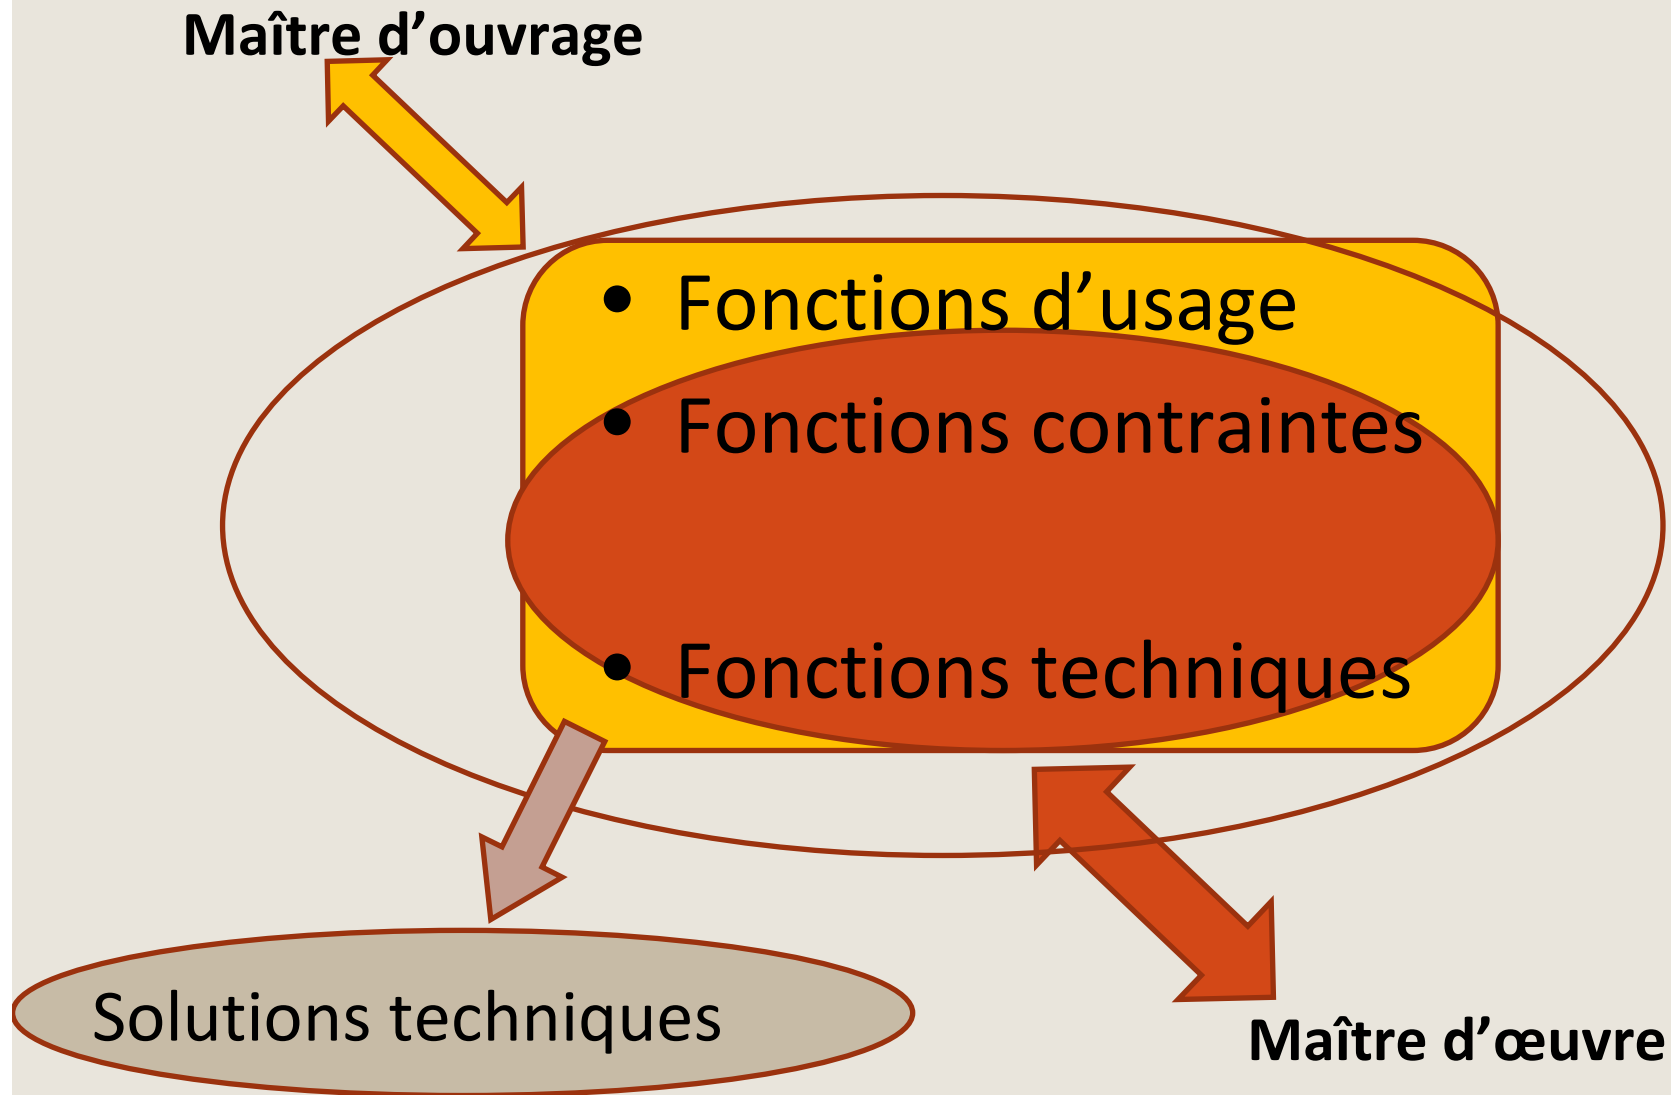 Maître d’ouvrage
• Fonctions d’usage
• Fonctions contraintes
• Fonctions techniques
Solutions techniques
Maître d’œuvre